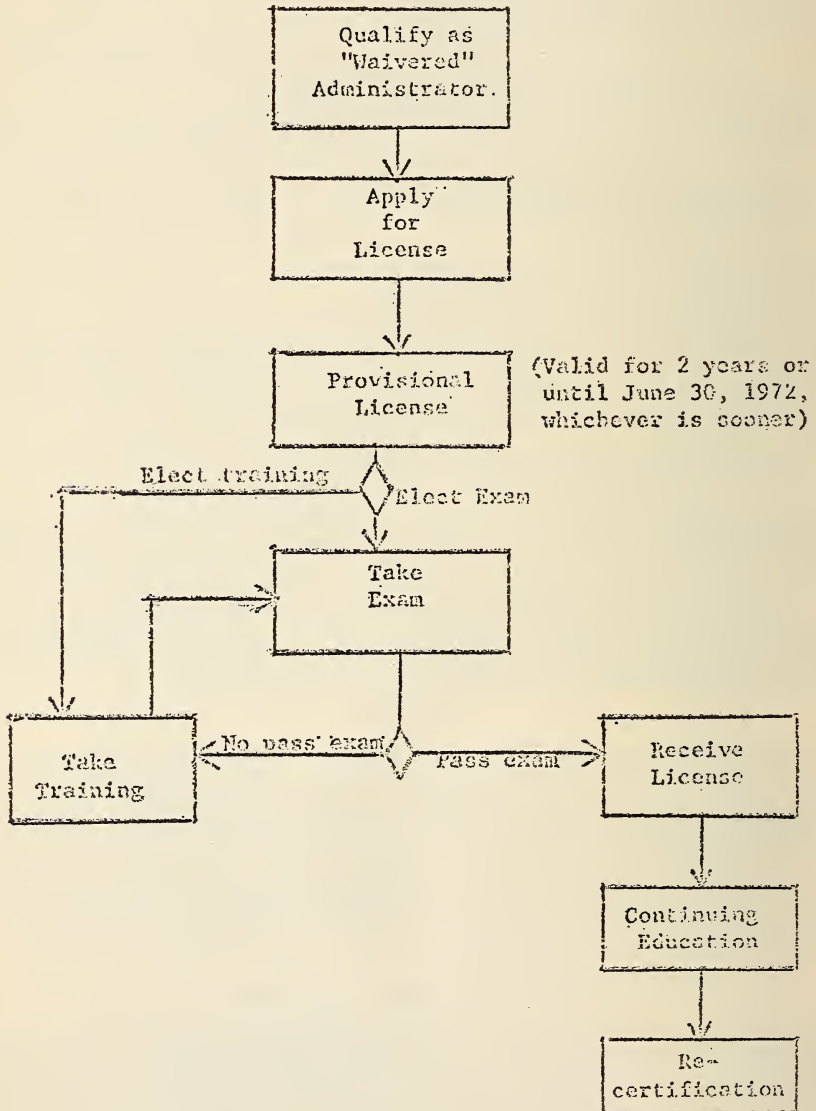 Qualify as
"Waivered"
Administrator.
Apply
for
License
Provisional
License
(Valid for 2 years or
until June 30, 1972,
whichever is sooner)
Elect training
Elect Exam
Take
Exam
No pass exam
Pass exam
Take
Training
Receive
License
Continuing
Education
Re-
certification